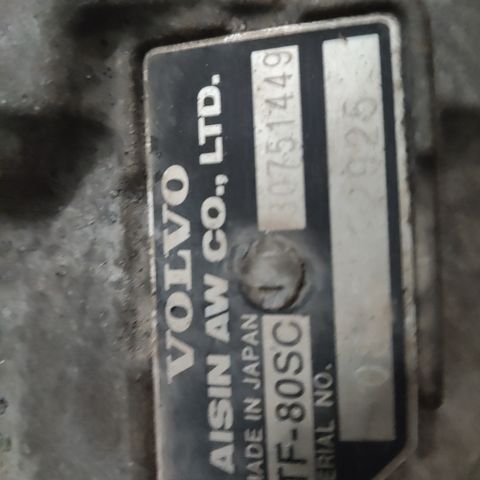 VOLVO
AISIN AW CO., LTD.
MADE IN JAPAN 30751449
TF-80SC
SERIAL NO.